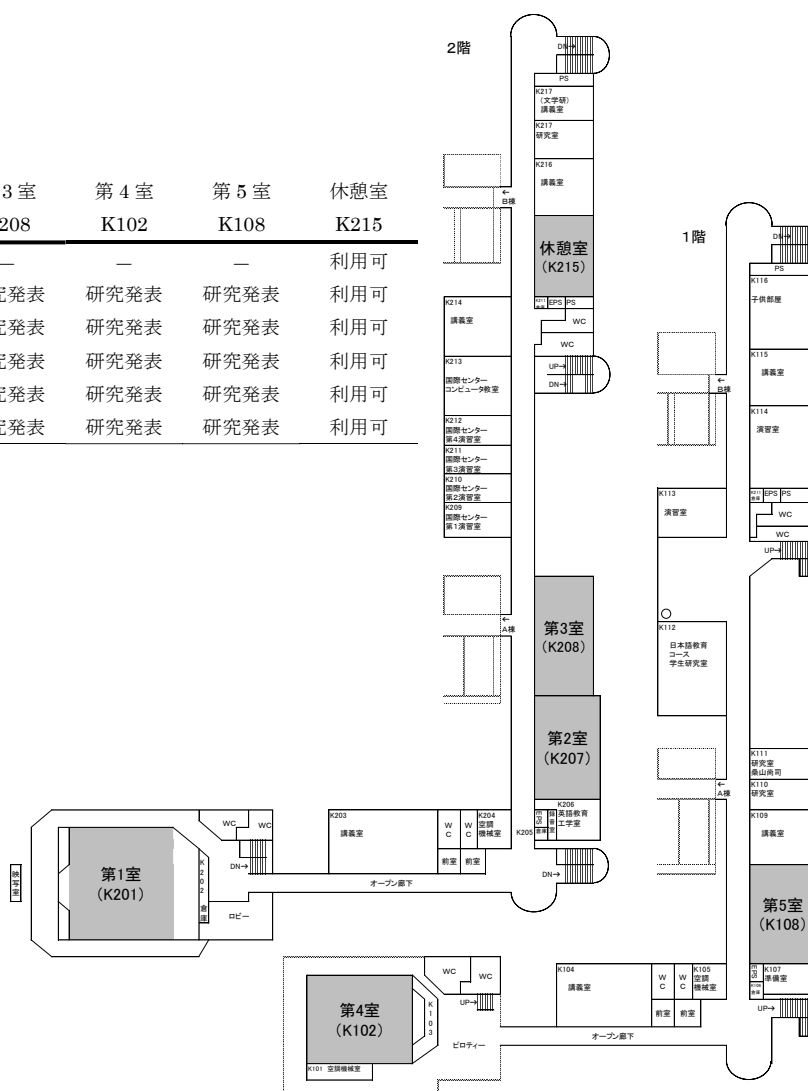 2階
DN→
PS
K217
(文学研)
講義室
K217
研究室
K216
講義室
←
B棟
休憩室
(K215)
EPS PS
WC
WC
UP→
DN→
K214
講義室
K213
国際センター
コンピュータ教室
K212
国際センター
第4演習室
K211
国際センター
第3演習室
K210
国際センター
第2演習室
K209
国際センター
第1演習室
←
A棟
第3室
(K208)
第2室
(K207)
K206
英語教育
工学室
EPS
倉庫
録音室
K205
DN→
K203
講義室
WC
WC
K204
空調
機械室
前室 前室
オープン廊下
WC
WC
DN→
ロビー
K202
倉庫
第1室
(K201)
映写室
3室 第4室 第5室 休憩室
208 K102 K108 K215
— — — 利用可
究発表 研究発表 研究発表 利用可
究発表 研究発表 研究発表 利用可
究発表 研究発表 研究発表 利用可
究発表 研究発表 研究発表 利用可
究発表 研究発表 研究発表 利用可
1階
DN→
PS
K116
子供部屋
K115
講義室
K114
演習室
←
B棟
EPS PS
WC
WC
UP→
K113
演習室
K112
日本語教育
コース
学生研究室
K111
研究室
桑山尚司
K110
研究室
←
A棟
K109
講義室
第5室
(K108)
EPS
K107
準備室
UP→
K104
講義室
WC
WC
K105
空調
機械室
前室 前室
オープン廊下
WC
WC
UP→
ピロティー
K103
第4室
(K102)
K101 空調機械室